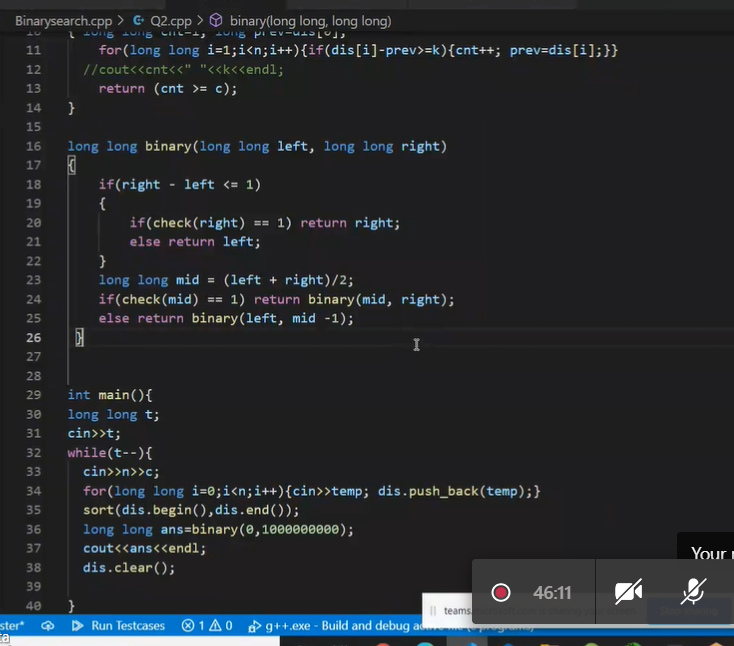 Binarysearch.cpp > Q2.cpp > binary(long long, long long)
10 { long long cnt=1, long prev=dis[0];
11 for(long long i=1;i<n;i++){if(dis[i]-prev>=k){cnt++; prev=dis[i];}}
12 //cout<<cnt<<" "<<k<<endl;
13 return (cnt >= c);
14 }
15
16 long long binary(long long left, long long right)
17 {
18 if(right - left <= 1)
19 {
20 if(check(right) == 1) return right;
21 else return left;
22 }
23 long long mid = (left + right)/2;
24 if(check(mid) == 1) return binary(mid, right);
25 else return binary(left, mid -1);
26 }
27
28
29 int main(){
30 long long t;
31 cin>>t;
32 while(t--){
33 cin>>n>>c;
34 for(long long i=0;i<n;i++){cin>>temp; dis.push_back(temp);}
35 sort(dis.begin(),dis.end());
36 long long ans=binary(0,1000000000);
37 cout<<ans<<endl;
38 dis.clear();
39
40 }
Your
46:11
teams.
ster* Run Testcases 1 0 g++.exe - Build and debug active file
ta